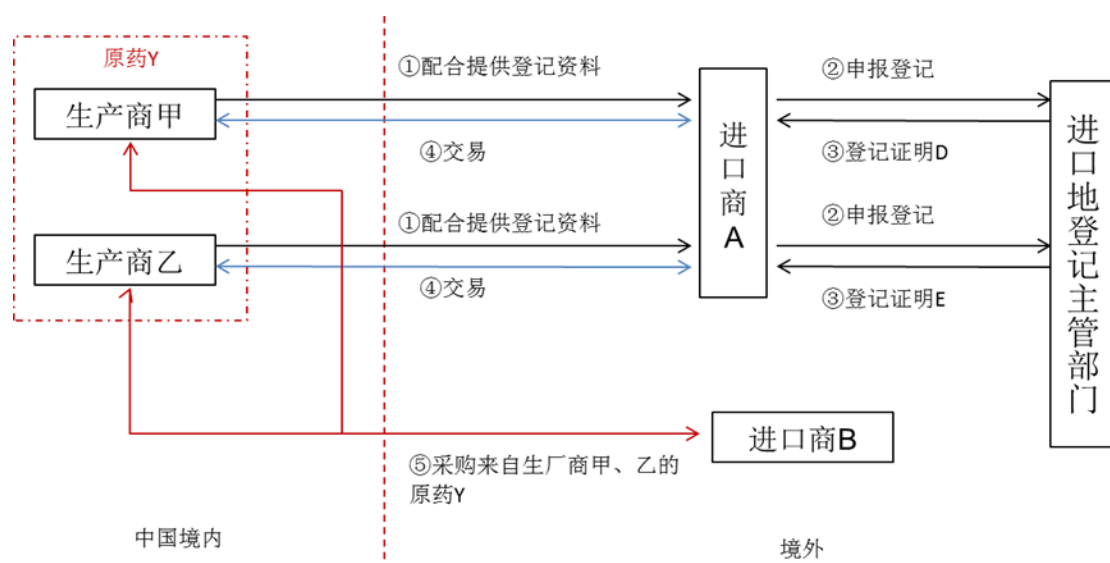 原药Y
生产商甲
①配合提供登记资料
②申报登记
④交易
③登记证明D
进口商A
进口地登记主管部门
生产商乙
①配合提供登记资料
②申报登记
④交易
③登记证明E
进口商B
⑤采购来自生厂商甲、乙的
原药Y
中国境内
境外